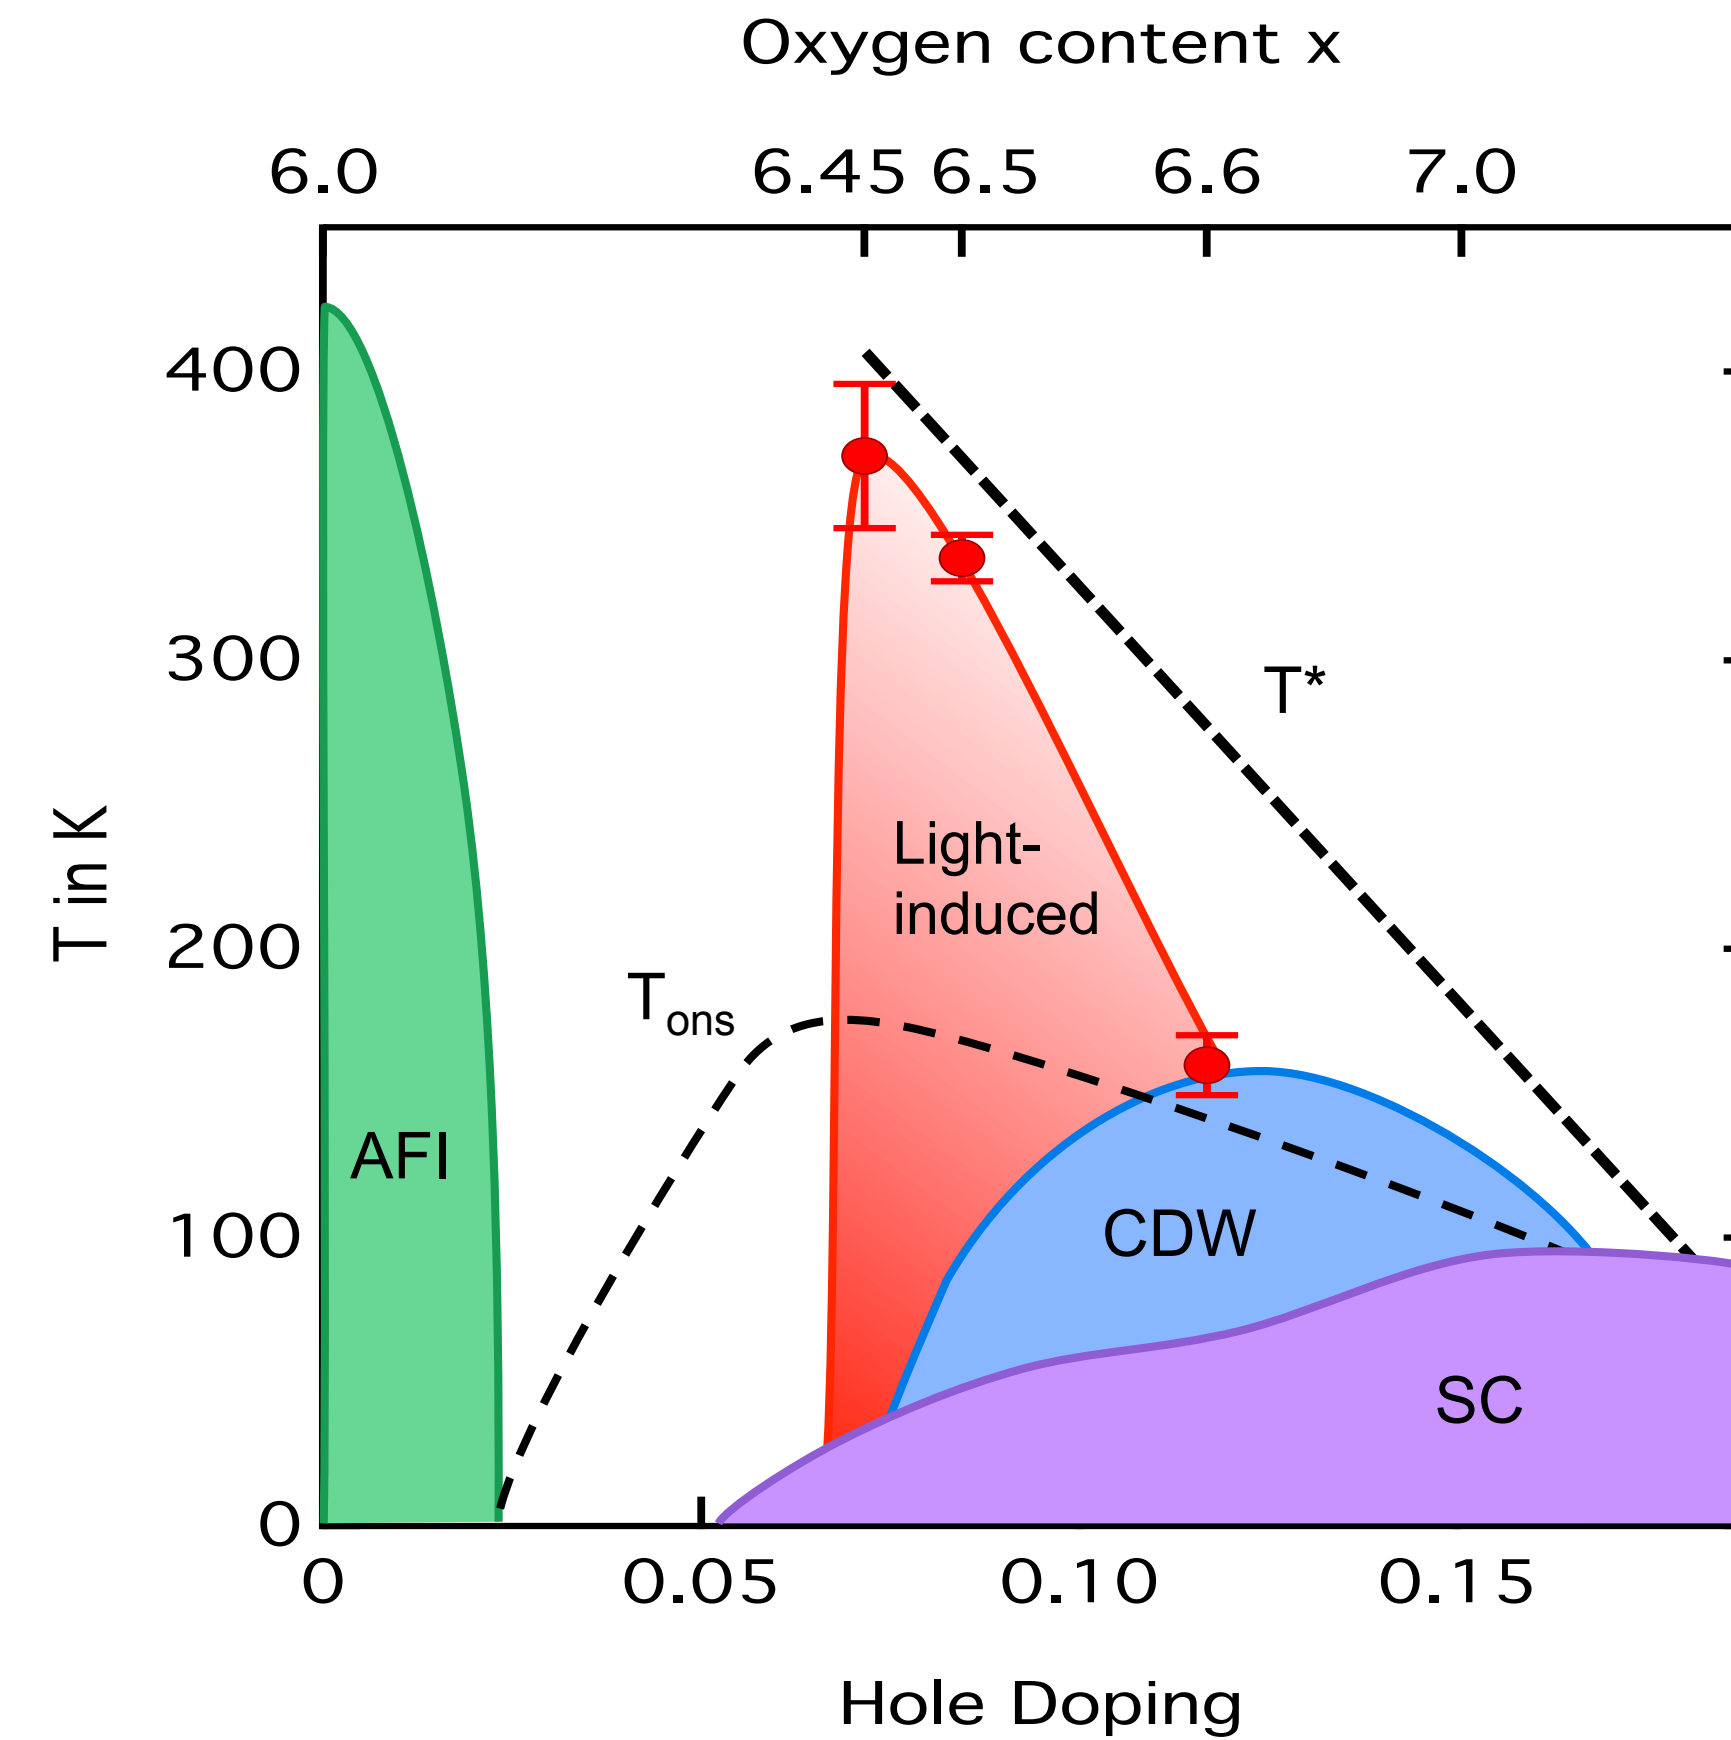 Oxygen content x
6.0 6.45 6.5 6.6 7.0
400
300
200
100
0
T in K
T*
Light-
induced
Tons
AFI
CDW
SC
0 0.05 0.10 0.15
Hole Doping